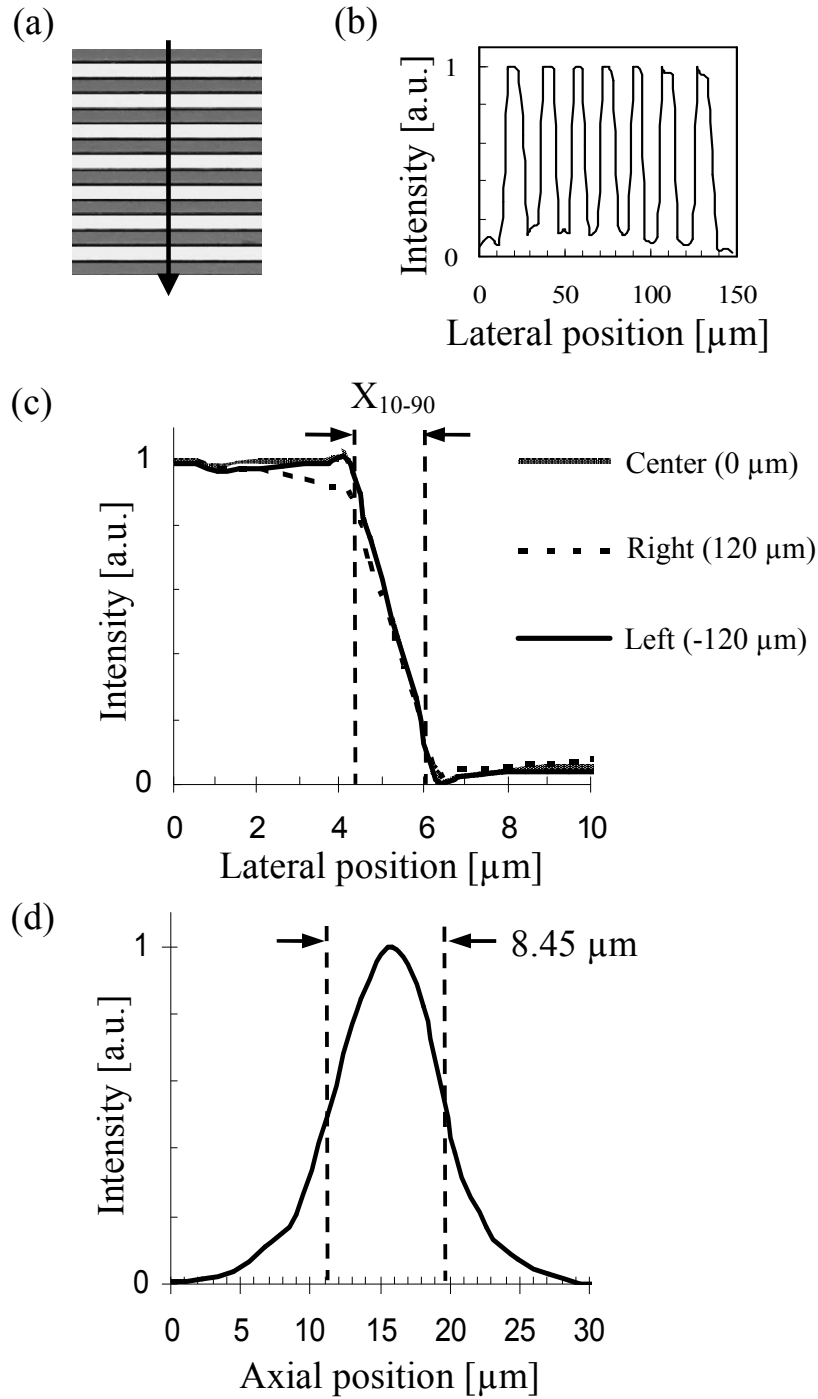 (a)
(b)
Intensity [a.u.]
1
0
0 50 100 150
Lateral position [µm]
(c)
X10-90
Intensity [a.u.]
1
0
0 2 4 6 8 10
Lateral position [µm]
Center (0 µm)
Right (120 µm)
Left (-120 µm)
(d)
8.45 µm
Intensity [a.u.]
1
0
0 5 10 15 20 25 30
Axial position [µm]